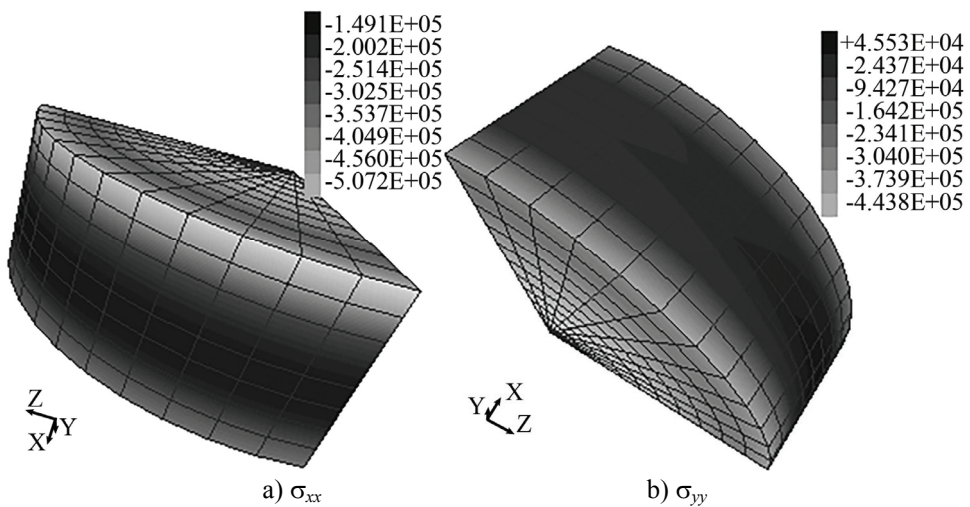 -1.491E+05
-2.002E+05
-2.514E+05
-3.025E+05
-3.537E+05
-4.049E+05
-4.560E+05
-5.072E+05
Z
Y
X
a) σxx
+4.553E+04
-2.437E+04
-9.427E+04
-1.642E+05
-2.341E+05
-3.040E+05
-3.739E+05
-4.438E+05
X
Y
Z
b) σyy